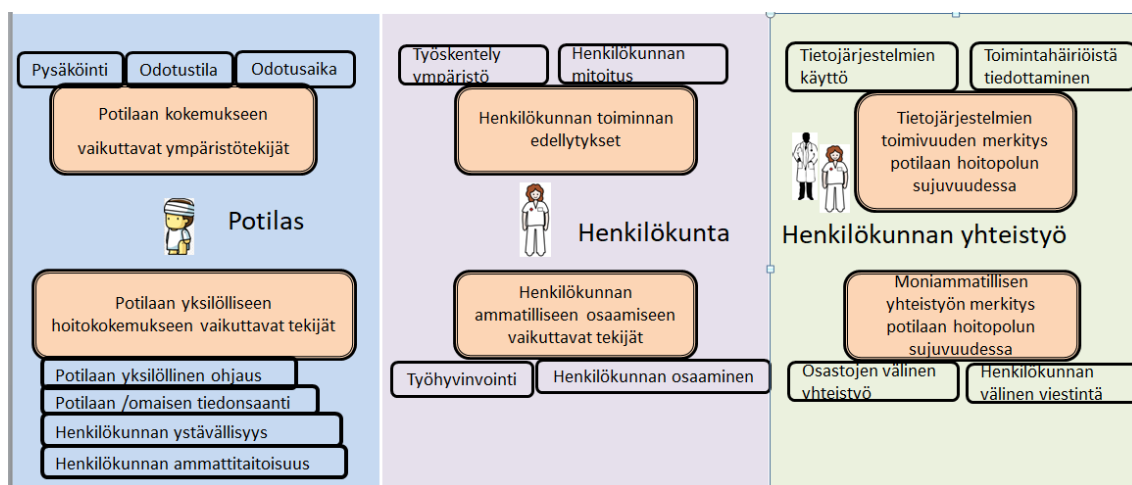 Pysäköinti
Odotustila
Odotusaika
Potilaan kokemukseen
vaikuttavat ympäristötekijät
Potilas
Potilaan yksilölliseen
hoitokokemukseen vaikuttavat tekijät
Potilaan yksilöllinen ohjaus
Potilaan /omaisen tiedonsaanti
Henkilökunnan ystävällisyys
Henkilökunnan ammattitaitoisuus
Työskentely
ympäristö
Henkilökunnan
mitoitus
Henkilökunnan toiminnan
edellytykset
Henkilökunta
Henkilökunnan
ammatilliseen osaamiseen
vaikuttavat tekijät
Työhyvinvointi
Henkilökunnan osaaminen
Tietojärjestelmien
käyttö
Toimintahäiriöistä
tiedottaminen
Tietojärjestelmien
toimivuuden merkitys
potilaan hoitopolun
sujuvuudessa
Henkilökunnan yhteistyö
Moniammatillisen
yhteistyön merkitys
potilaan hoitopolun
sujuvuudessa
Osastojen välinen
yhteistyö
Henkilökunnan
välinen viestintä